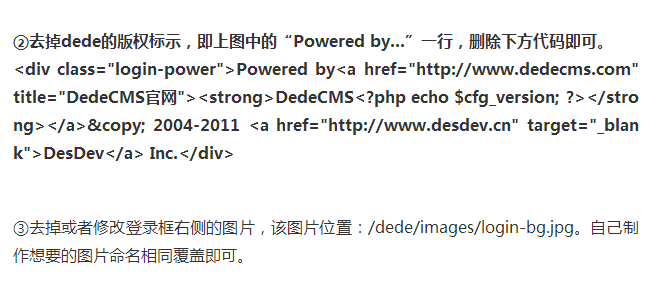 ②去掉dede的版权标示，即上图中的“Powered by...”一行，删除下方代码即可。
<div class="login-power">Powered by<a href="http://www.dedecms.com"
title="DedeCMS官网"><strong>DedeCMS<?php echo $cfg_version; ?></stro
ng></a>&copy; 2004-2011 <a href="http://www.desdev.cn" target="_blan
k">DesDev</a> Inc.</div>
③去掉或者修改登录框右侧的图片，该图片位置：/dede/images/login-bg.jpg。自己制
作想要的图片命名相同覆盖即可。